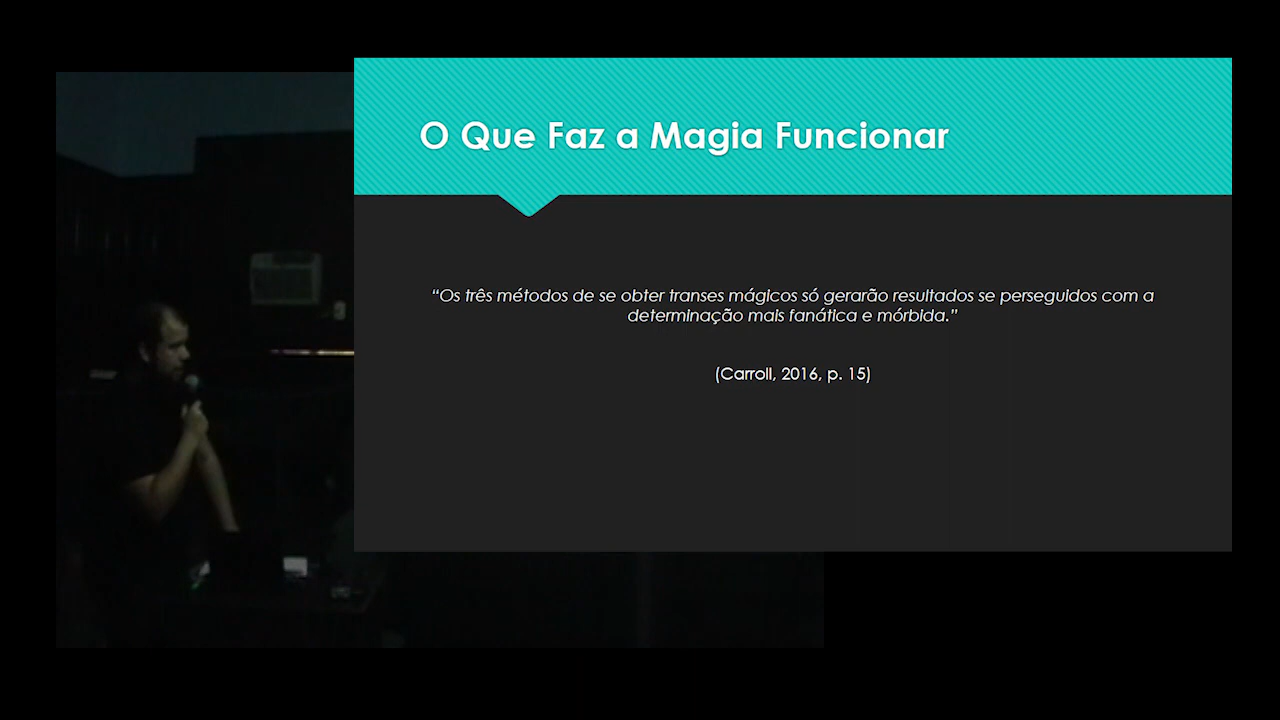 O Que Faz a Magia Funcionar
“Os três métodos de se obter transes mágicos só gerarão resultados se perseguidos com a
determinação mais fanática e mórbida.”
(Carroll, 2016, p. 15)